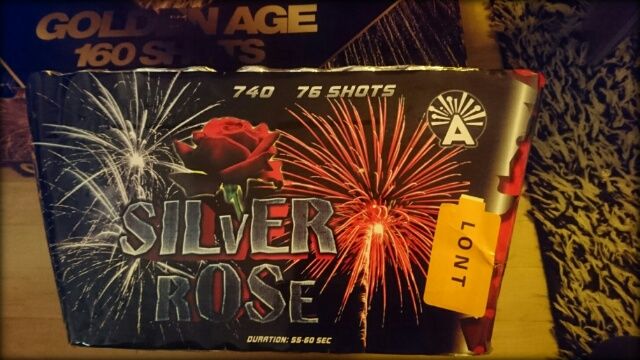 GOLDEN AGE
160 SHOTS
740 76 SHOTS
A
SILVER
ROSE
LONT
DURATION: 55-60 SEC